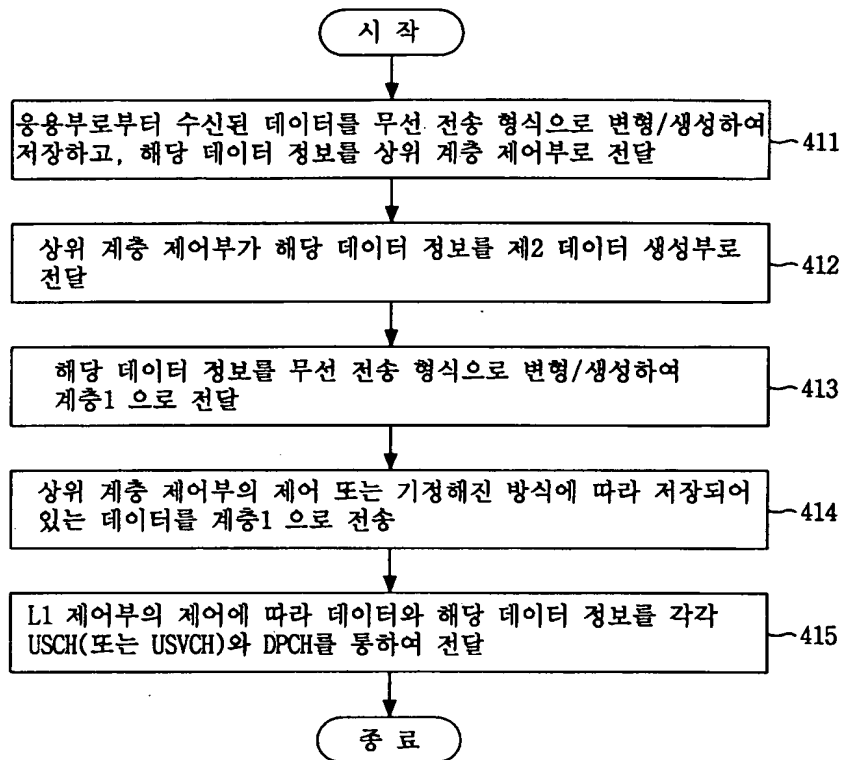 시 작
응용부로부터 수신된 데이터를 무선 전송 형식으로 변형/생성하여
저장하고, 해당 데이터 정보를 상위 계층 제어부로 전달
411
상위 계층 제어부가 해당 데이터 정보를 제2 데이터 생성부로
전달
412
해당 데이터 정보를 무선 전송 형식으로 변형/생성하여
계층1 으로 전달
413
상위 계층 제어부의 제어 또는 기정해진 방식에 따라 저장되어
있는 데이터를 계층1 으로 전송
414
L1 제어부의 제어에 따라 데이터와 해당 데이터 정보를 각각
USCH(또는 USVCH)와 DPCH를 통하여 전달
415
종 료